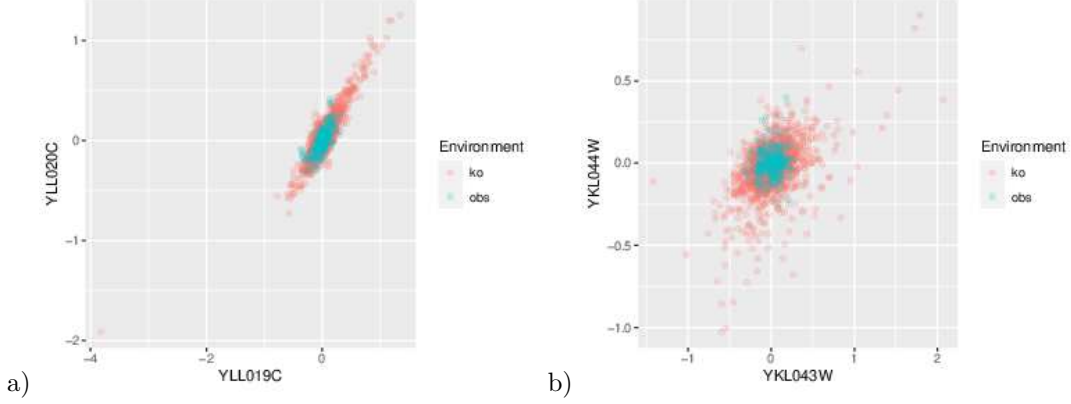 1
0
−1
−2
−4
−2
0
YLL020C
YLL019C
Environment
ko
obs
a)
0.5
0.0
−0.5
−1.0
−1
0
1
2
YKL044W
YKL043W
Environment
ko
obs
b)